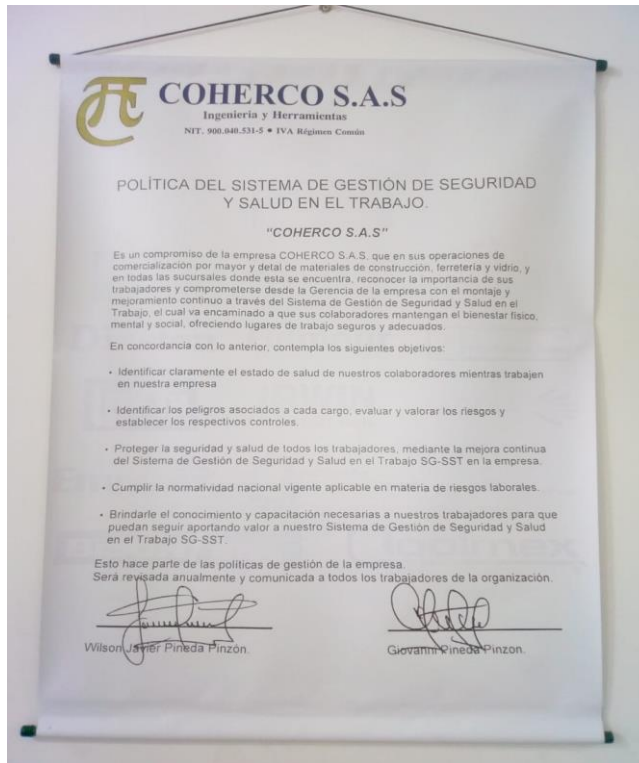 COHERCO S.A.S
Ingenieria y Herramientas
NIT. 900.040.531-5 • IVA Régimen Común
POLÍTICA DEL SISTEMA DE GESTIÓN DE SEGURIDAD
Y SALUD EN EL TRABAJO.
"COHERCO S.A.S"
Es un compromiso de la empresa COHERCO S.A.S. que en sus operaciones de
comercialización por mayor y detal de materiales de construcción, ferretería y vidrio, y
en todas las sucursales donde esta se encuentra, reconocer la importancia de sus
trabajadores y comprometerse desde la Gerencia de la empresa con el montaje y
mejoramiento continuo a través del Sistema de Gestión de Seguridad y Salud en el
Trabajo, el cual va encaminado a que sus colaboradores mantengan el bienestar físico,
mental y social, ofreciendo lugares de trabajo seguros y adecuados.
En concordancia con lo anterior, contempla los siguientes objetivos:
• Identificar claramente el estado de salud de nuestros colaboradores mientras trabajen
en nuestra empresa
• Identificar los peligros asociados a cada cargo, evaluar y valorar los riesgos y
establecer los respectivos controles.
• Proteger la seguridad y salud de todos los trabajadores, mediante la mejora continua
del Sistema de Gestión de Seguridad y Salud en el Trabajo SG-SST en la empresa.
• Cumplir la normatividad nacional vigente aplicable en materia de riesgos laborales.
• Brindarle el conocimiento y capacitación necesarias a nuestros trabajadores para que
puedan seguir aportando valor a nuestro Sistema de Gestión de Seguridad y Salud
en el Trabajo SG-SST.
Esto hace parte de las políticas de gestión de la empresa.
Será revisada anualmente y comunicada a todos los trabajadores de la organización.
Wilson Javier Pineda Pinzón.
Giovanni Pineda Pinzon.